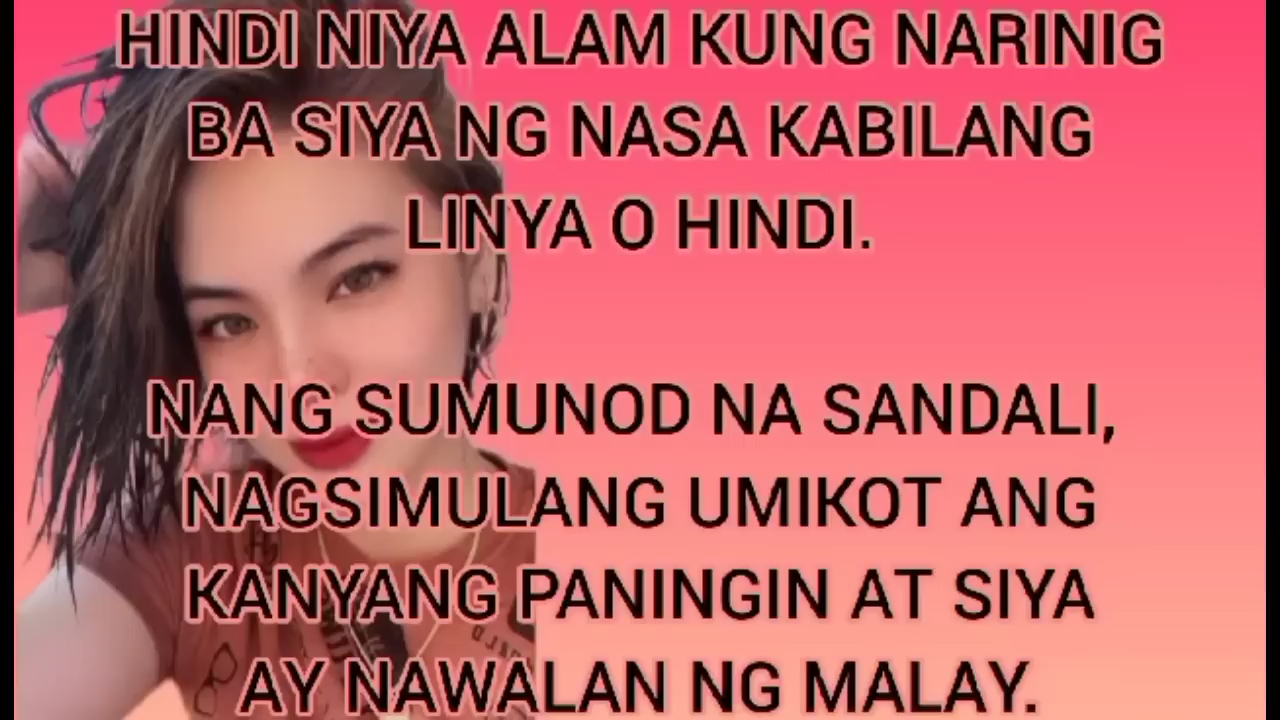 HINDI NIYA ALAM KUNG NARINIG
BA SIYA NG NASA KABILANG
LINYA O HINDI.
NANG SUMUNOD NA SANDALI,
NAGSIMULANG UMIKOT ANG
KANYANG PANINGIN AT SIYA
AY NAWALAN NG MALAY.